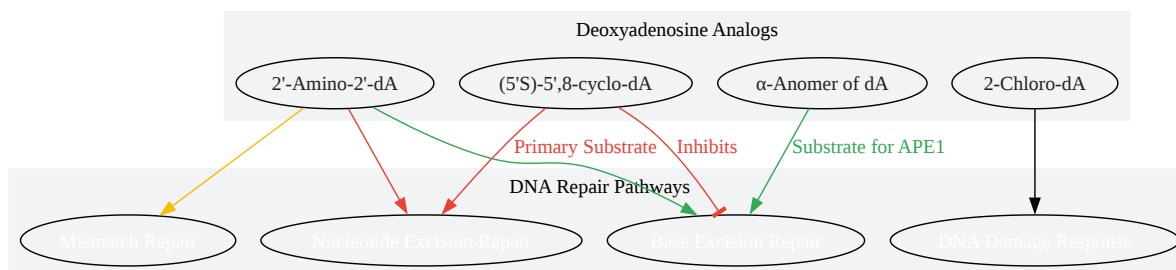 Deoxyadenosine Analogs
2'-Amino-2'-dA
(5'S)-5',8-cyclo-dA
α-Anomer of dA
2-Chloro-dA
Primary Substrate
Inhibits
Substrate for APE1
DNA Repair Pathways
Mismatch Repair
Nucleotide Excision Repair
Base Excision Repair
DNA Damage Response